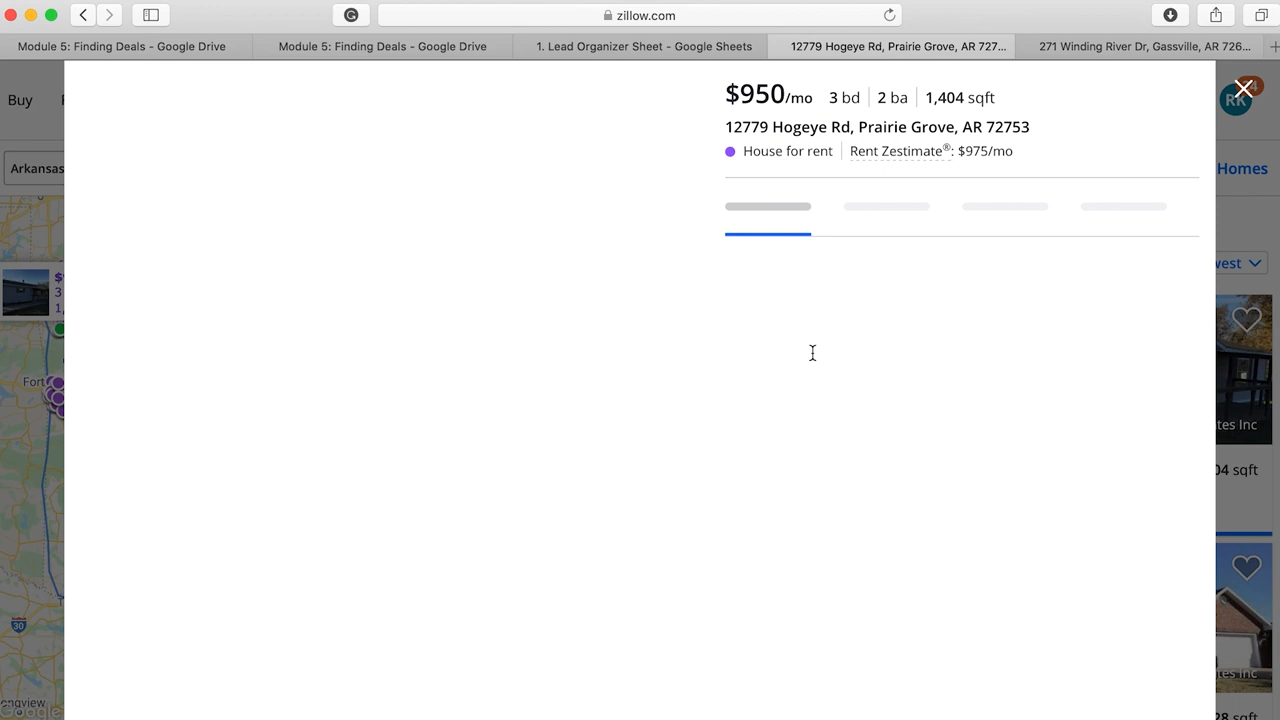 zillow.com
Module 5: Finding Deals - Google Drive
Module 5: Finding Deals - Google Drive
1. Lead Organizer Sheet - Google Sheets
12779 Hogeye Rd, Prairie Grove, AR 727...
271 Winding River Dr, Gassville, AR 726...
Buy
RK
$950/mo 3 bd 2 ba 1,404 sqft
12779 Hogeye Rd, Prairie Grove, AR 72753
House for rent Rent Zestimate®: $975/mo
Arkansas
Homes
west
$
3
1,
Fort
tes Inc
04 sqft
30
tes Inc
ongview
Google
28 sqft